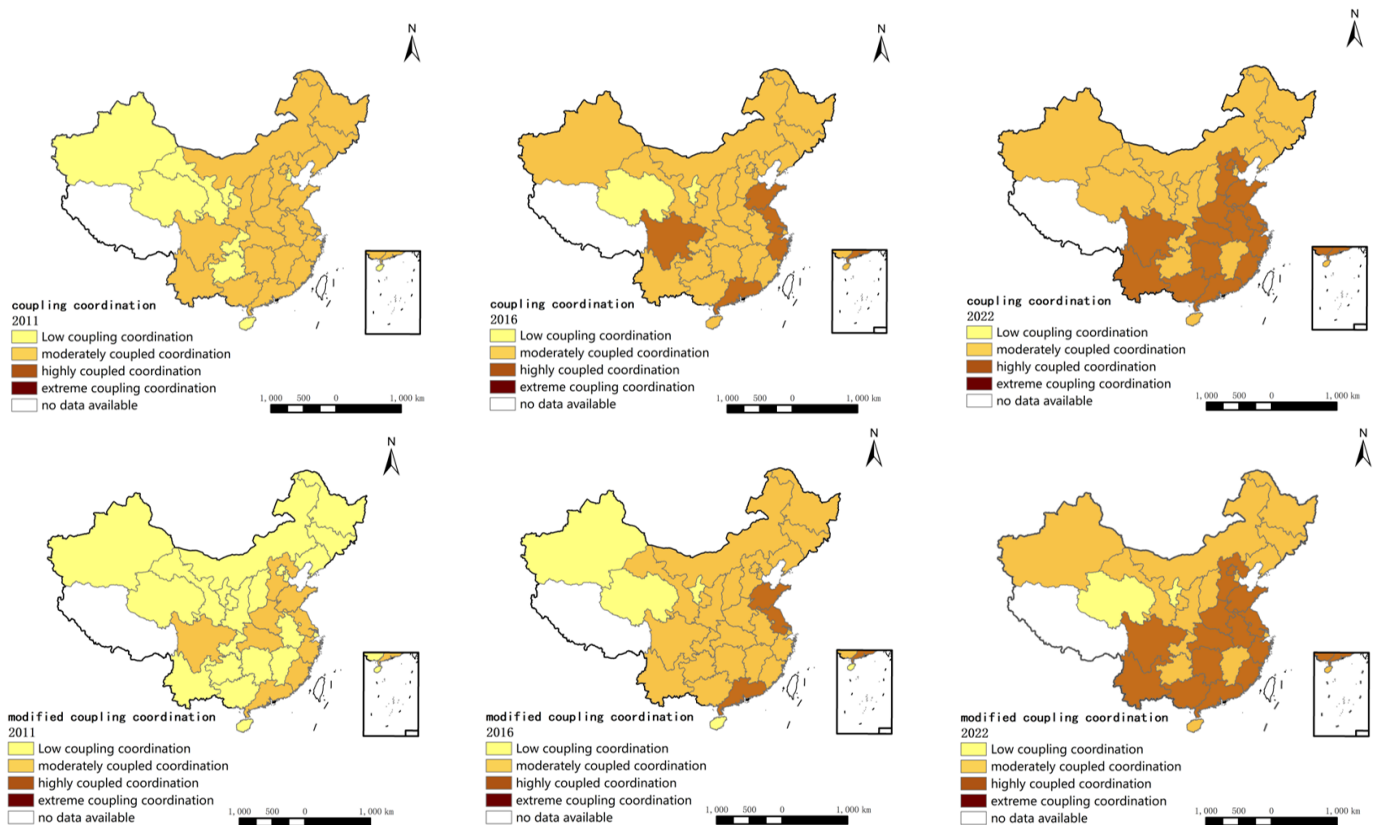 N
coupling coordination
2011
Low coupling coordination
moderately coupled coordination
highly coupled coordination
extreme coupling coordination
no data available
1, 000 500 0 1, 000 km
N
coupling coordination
2016
Low coupling coordination
moderately coupled coordination
highly coupled coordination
extreme coupling coordination
no data available
1, 000 500 0 1, 000 km
N
coupling coordination
2022
Low coupling coordination
moderately coupled coordination
highly coupled coordination
extreme coupling coordination
no data available
1, 000 500 0 1, 000 km
N
modified coupling coordination
2011
Low coupling coordination
moderately coupled coordination
highly coupled coordination
extreme coupling coordination
no data available
1, 000 500 0 1, 000 km
N
modified coupling coordination
2016
Low coupling coordination
moderately coupled coordination
highly coupled coordination
extreme coupling coordination
no data available
1, 000 500 0 1, 000 km
N
modified coupling coordination
2022
Low coupling coordination
moderately coupled coordination
highly coupled coordination
extreme coupling coordination
no data available
1, 000 500 0 1, 000 km